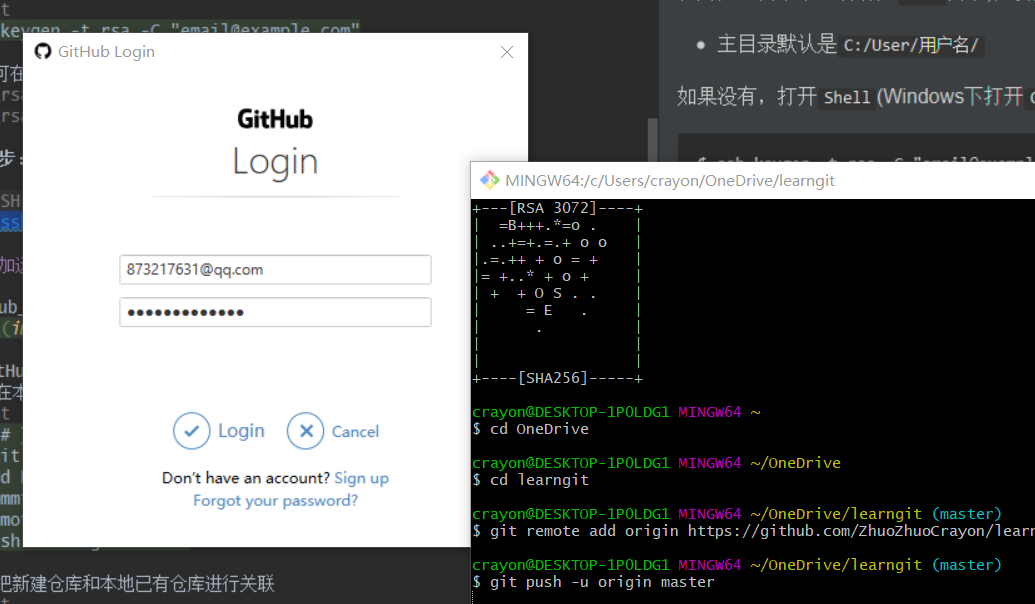 keygen -t rsa -C "email@example.com"
GitHub Login
GitHub
Login
873217631@qq.com
Login
Cancel
Don't have an account? Sign up
Forgot your password?
把新建仓库和本地已有仓库进行关联
主目录默认是 C:/User/用户名/
如果没有，打开 Shell (Windows下打开
MINGW64:/c/Users/crayon/OneDrive/learngit
+---[RSA 3072]----+
| =B+++.*=o . |
| ..+=+.=.+ o o |
|.=.++ + o = + |
|= +..* + o + |
| + + O S . . |
| = E . |
| . |
| |
| |
+----[SHA256]-----+
crayon@DESKTOP-1POLDG1 MINGW64 ~
$ cd OneDrive
crayon@DESKTOP-1POLDG1 MINGW64 ~/OneDrive
$ cd learngit
crayon@DESKTOP-1POLDG1 MINGW64 ~/OneDrive/learngit (master)
$ git remote add origin https://github.com/ZhuoZhuoCrayon/learn
crayon@DESKTOP-1POLDG1 MINGW64 ~/OneDrive/learngit (master)
$ git push -u origin master